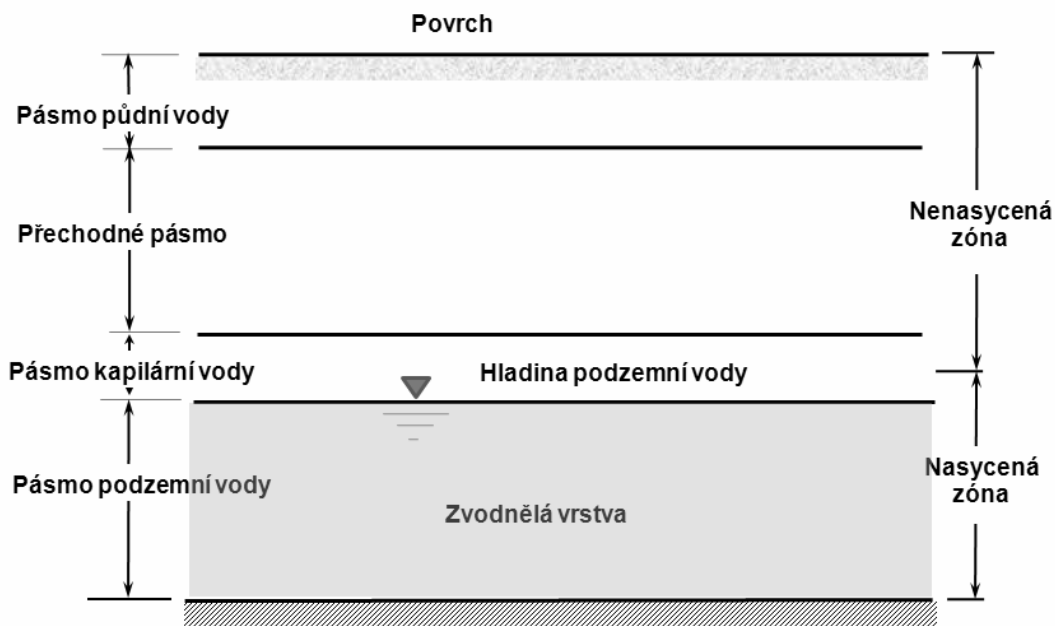 Povrch
Pásmo půdní vody
Přechodné pásmo
Nenasycená
zóna
Pásmo kapilární vody
Hladina podzemní vody
Pásmo podzemní vody
Nasycená
zóna
Zvodnělá vrstva